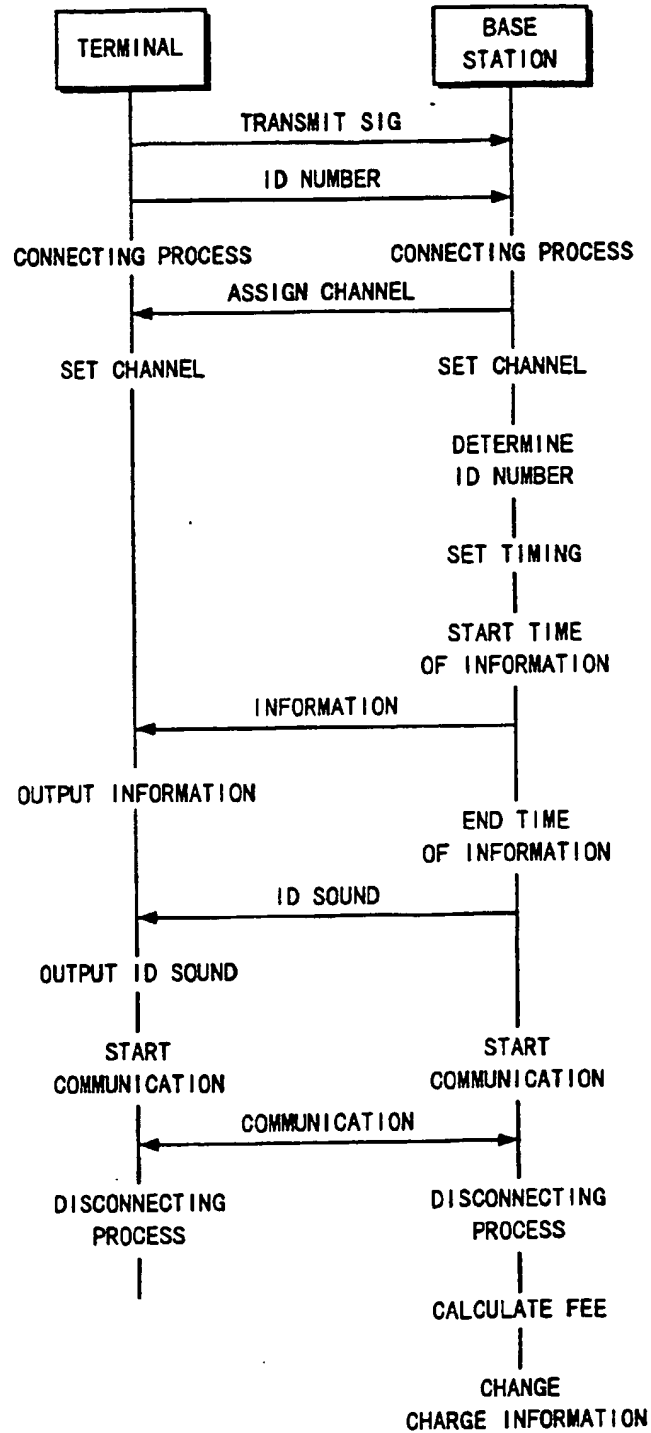 TERMINAL
BASE
STATION
TRANSMIT SIG
ID NUMBER
CONNECTING PROCESS
CONNECTING PROCESS
ASSIGN CHANNEL
SET CHANNEL
SET CHANNEL
DETERMINE
ID NUMBER
SET TIMING
START TIME
OF INFORMATION
INFORMATION
OUTPUT INFORMATION
END TIME
OF INFORMATION
ID SOUND
OUTPUT ID SOUND
START
COMMUNICATION
START
COMMUNICATION
COMMUNICATION
DISCONNECTING
PROCESS
DISCONNECTING
PROCESS
CALCULATE FEE
CHANGE
CHARGE INFORMATION